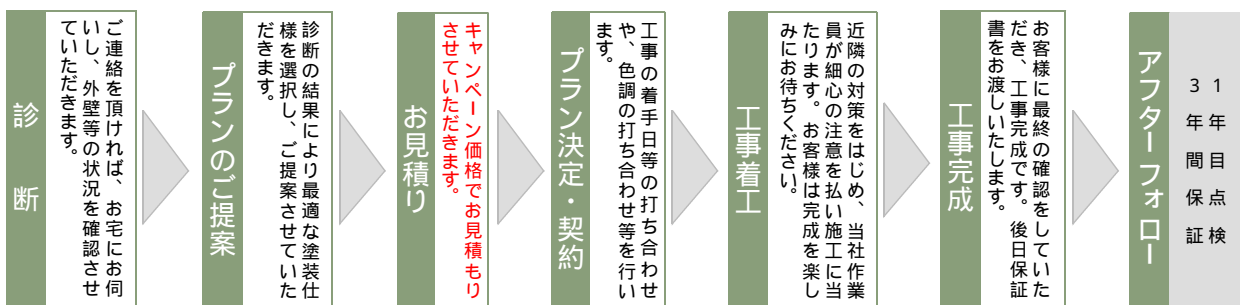 診断
ご連絡を頂ければ、お宅にお伺
いし、外壁等の状況を確認させ
ていただきます。
プランのご提案
診断の結果により最適な塗装仕
様を選択し、ご提案させていた
だきます。
お見積り
キャンペーン価格でお見積もり
させていただきます。
プラン決定・契約
工事の着手日等の打ち合わせ
や、色調の打ち合わせ等を行い
ます。
工事着工
近隣の対策をはじめ、当社作業
員が細心の注意を払い施工に当
たります。お客様は完成を楽し
みにお待ちください。
工事完成
お客様に最終の確認をしていた
だき、工事完成です。後日保証
書をお渡しいたします。
アフターフォロー
1年目点検
3年間保証